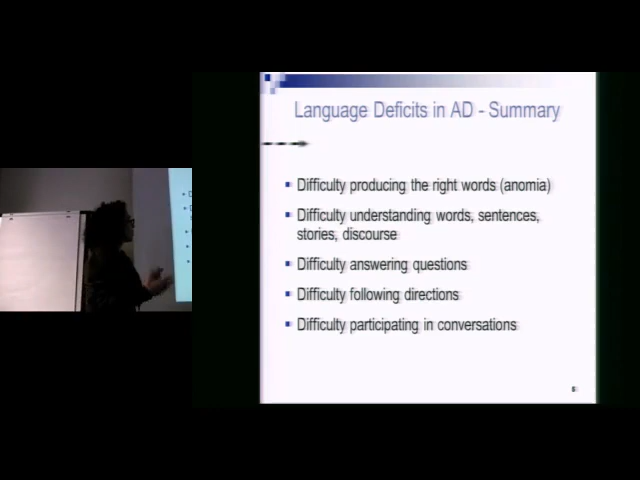 Language Deficits in AD - Summary
Difficulty producing the right words (anomia)
Difficulty understanding words, sentences,
stories, discourse
Difficulty answering questions
Difficulty following directions
Difficulty participating in conversations